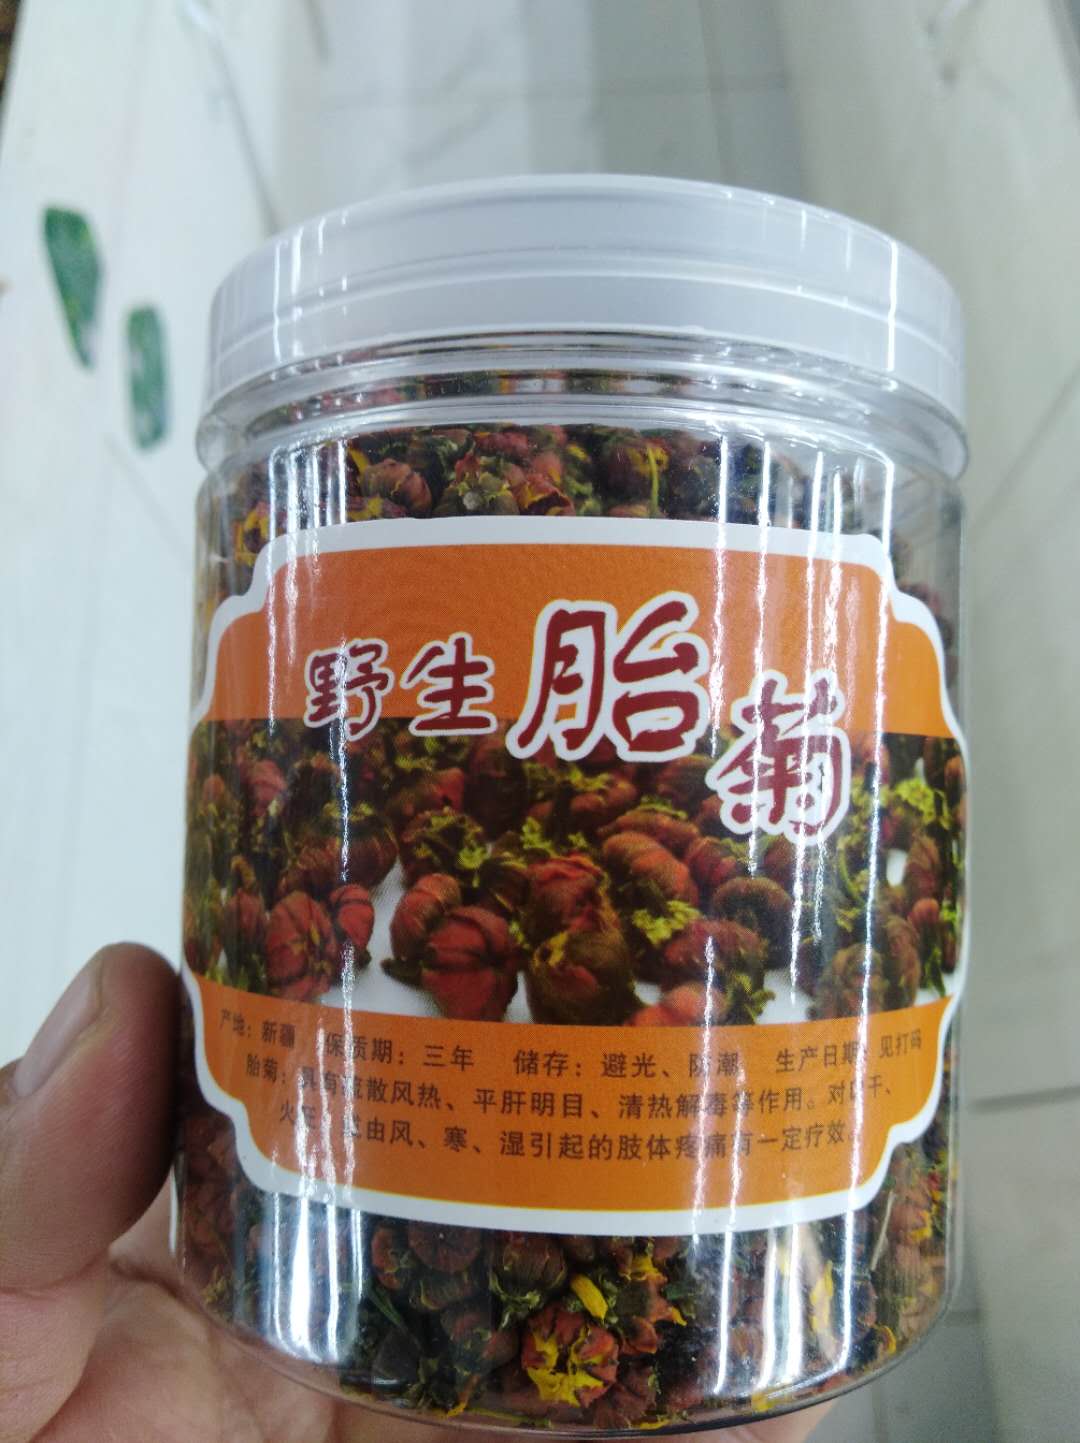 野生胎菊
产地：新疆 保质期：三年 储存：避光、防潮 生产日期：见打码
胎菊：具有疏散风热、平肝明目、清热解毒等作用。对口干、
火旺、或由风、寒、湿引起的肢体疼痛有一定疗效。